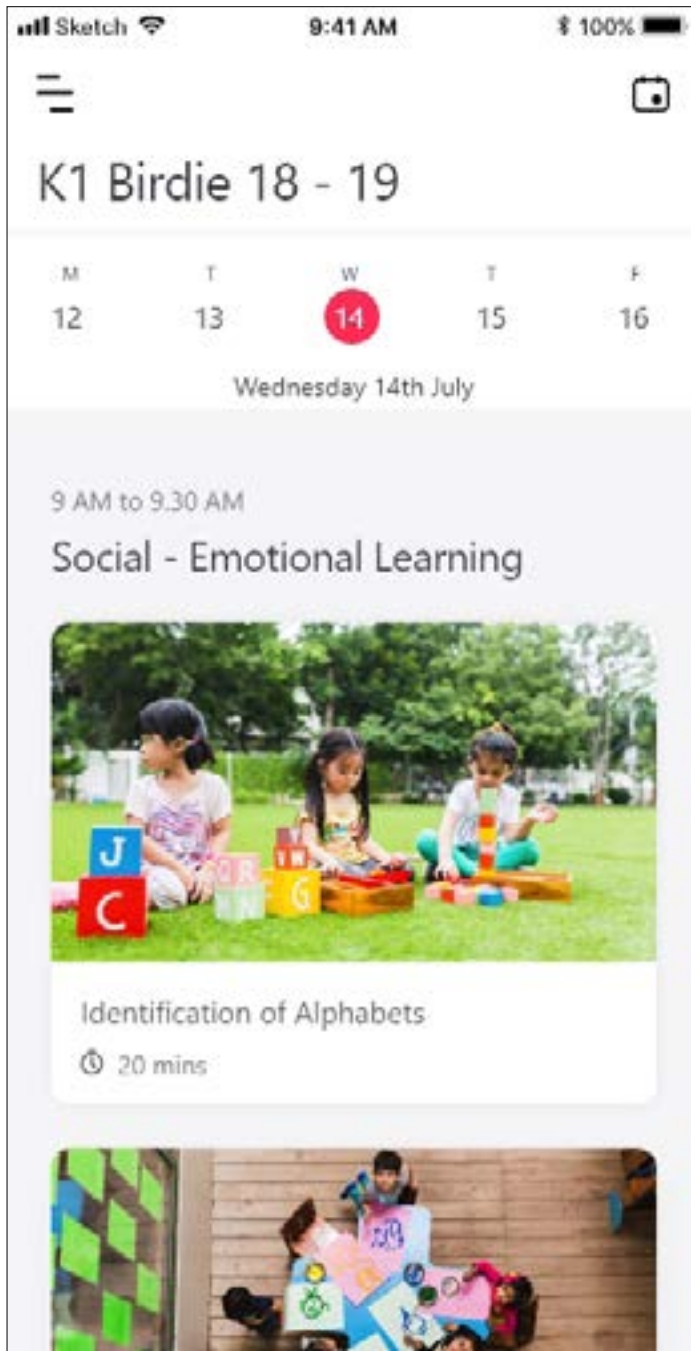 Sketch 9:41 AM 100%
K1 Birdie 18 - 19
M T W T F
12 13 14 15 16
Wednesday 14th July
9 AM to 9.30 AM
Social - Emotional Learning
J
C
G
Identification of Alphabets
20 mins